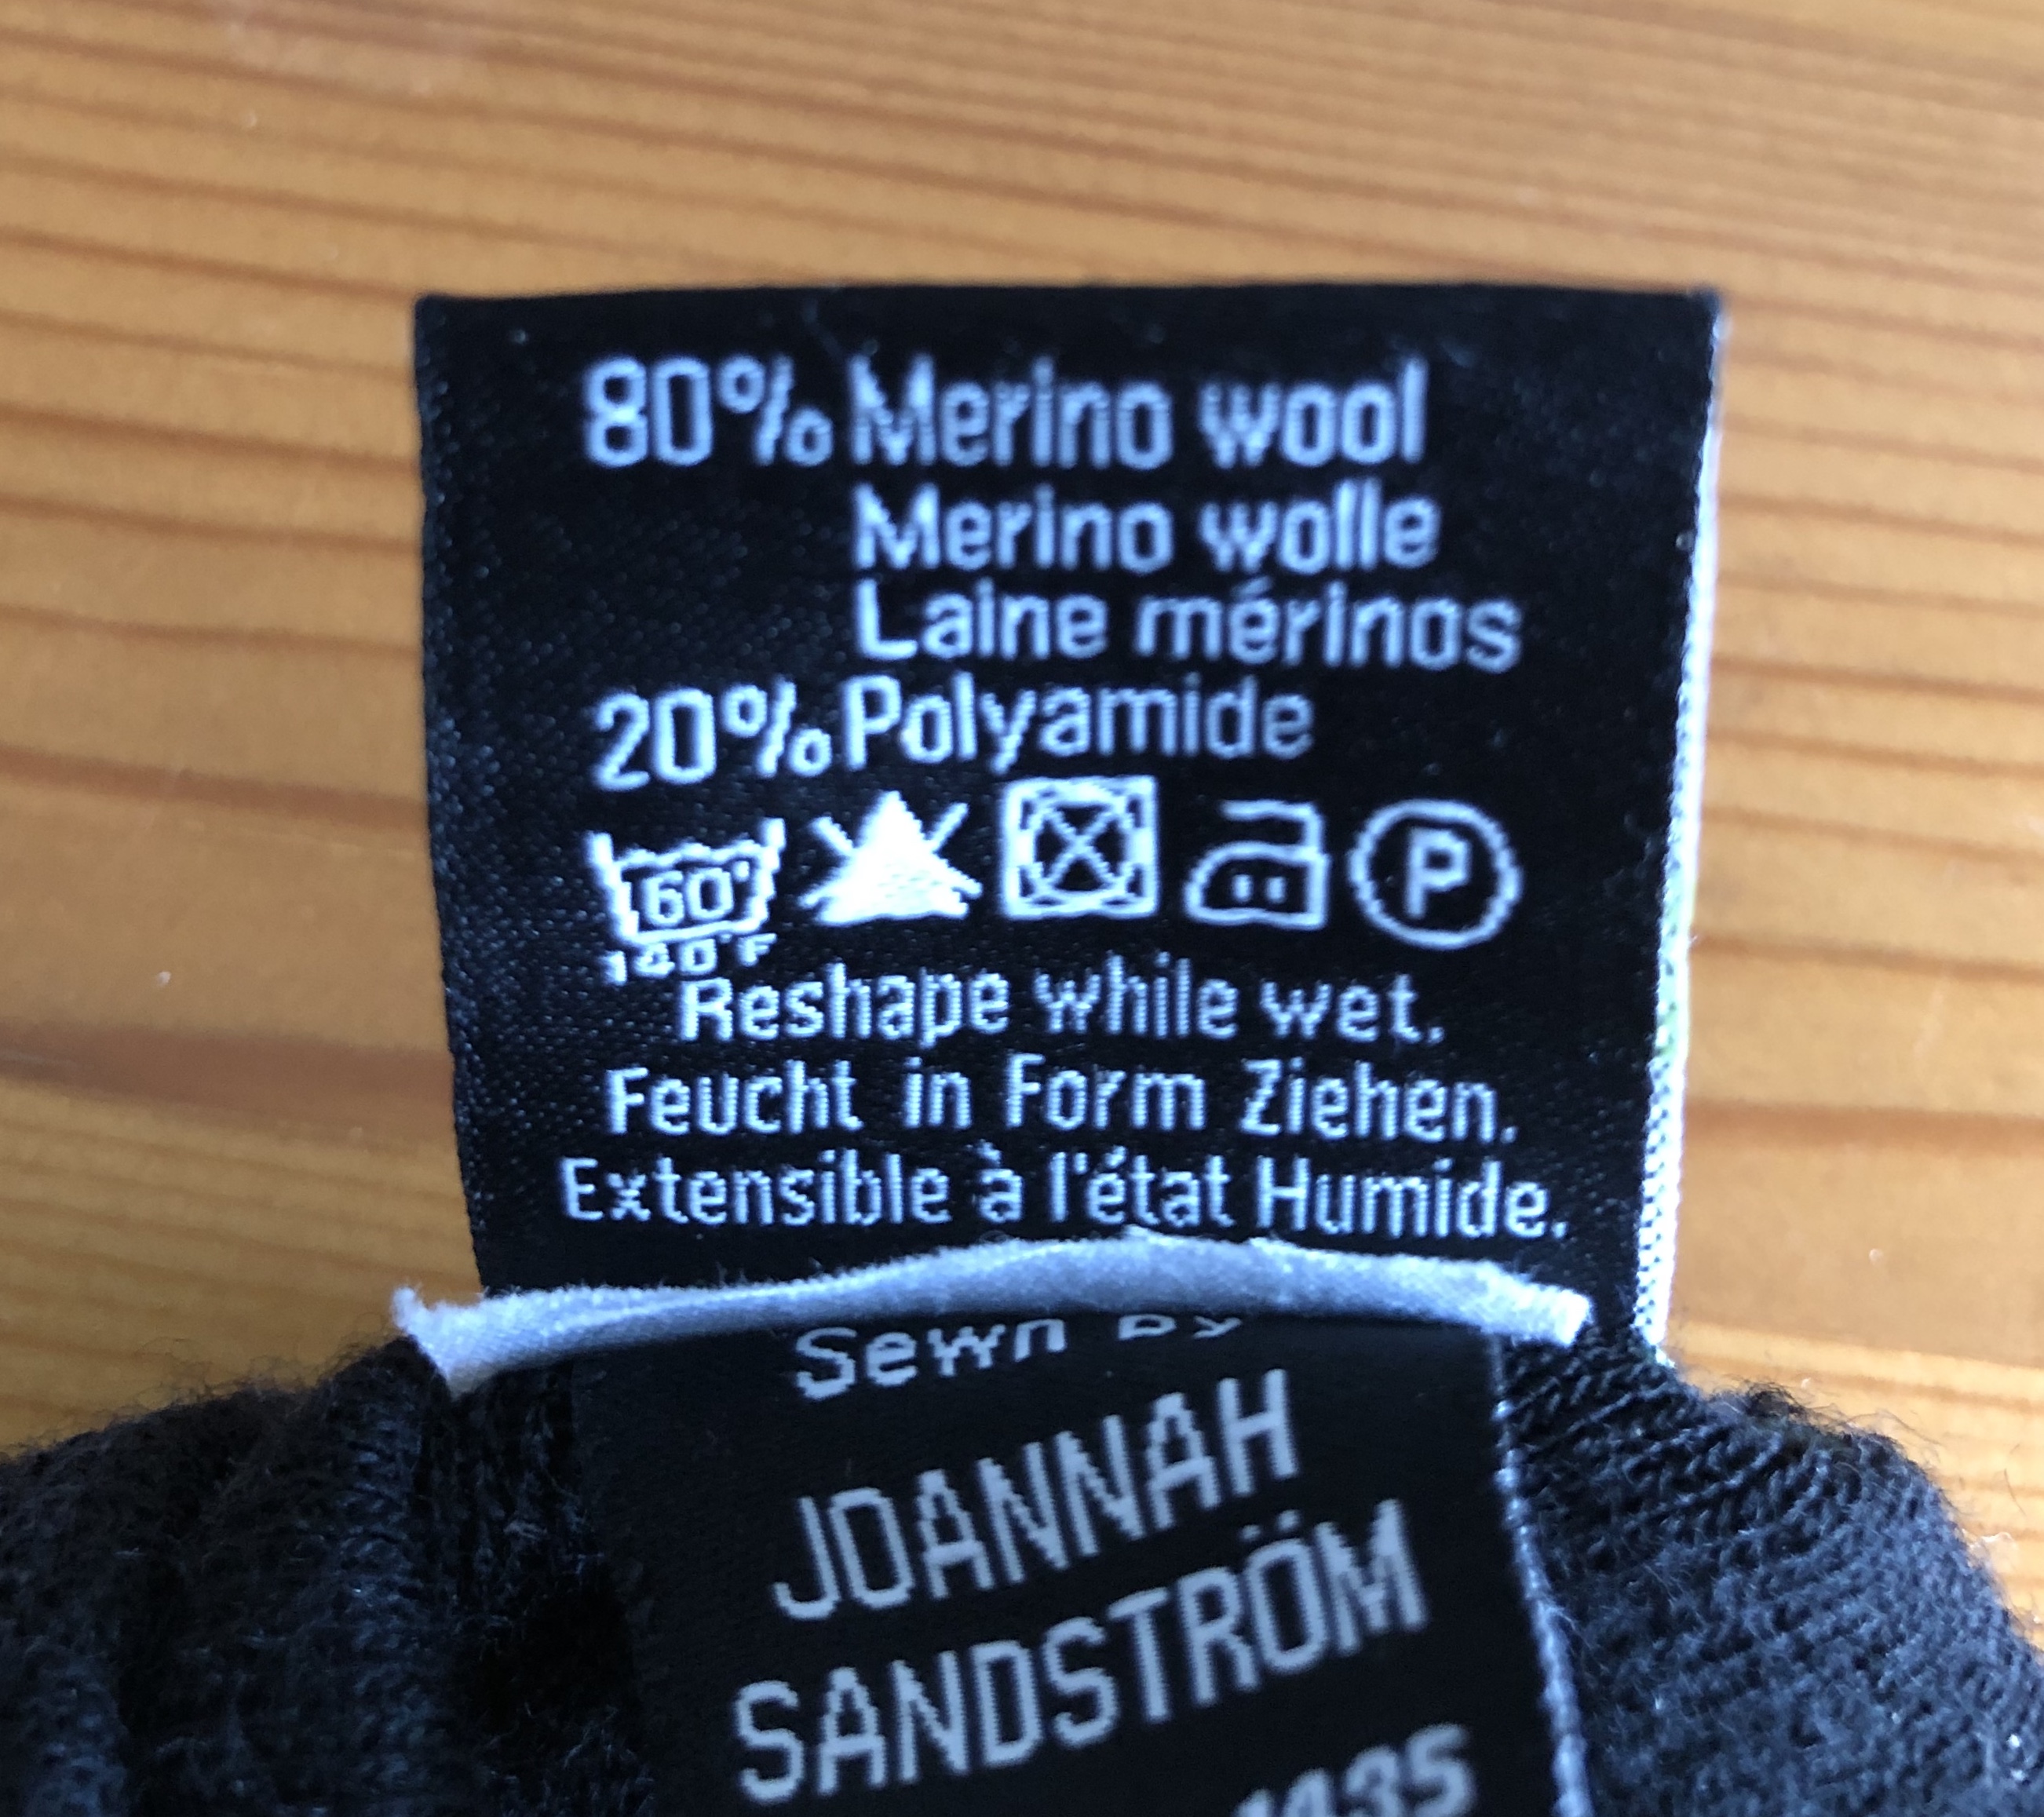 80% Merino wool
Merino wolle
Laine mérinos
20% Polyamide
60°
140°F
P
Reshape while wet.
Feucht in Form Ziehen.
Extensible à l'état Humide.
Sewn by
JOANNAH
SANDSTRÖM
1435